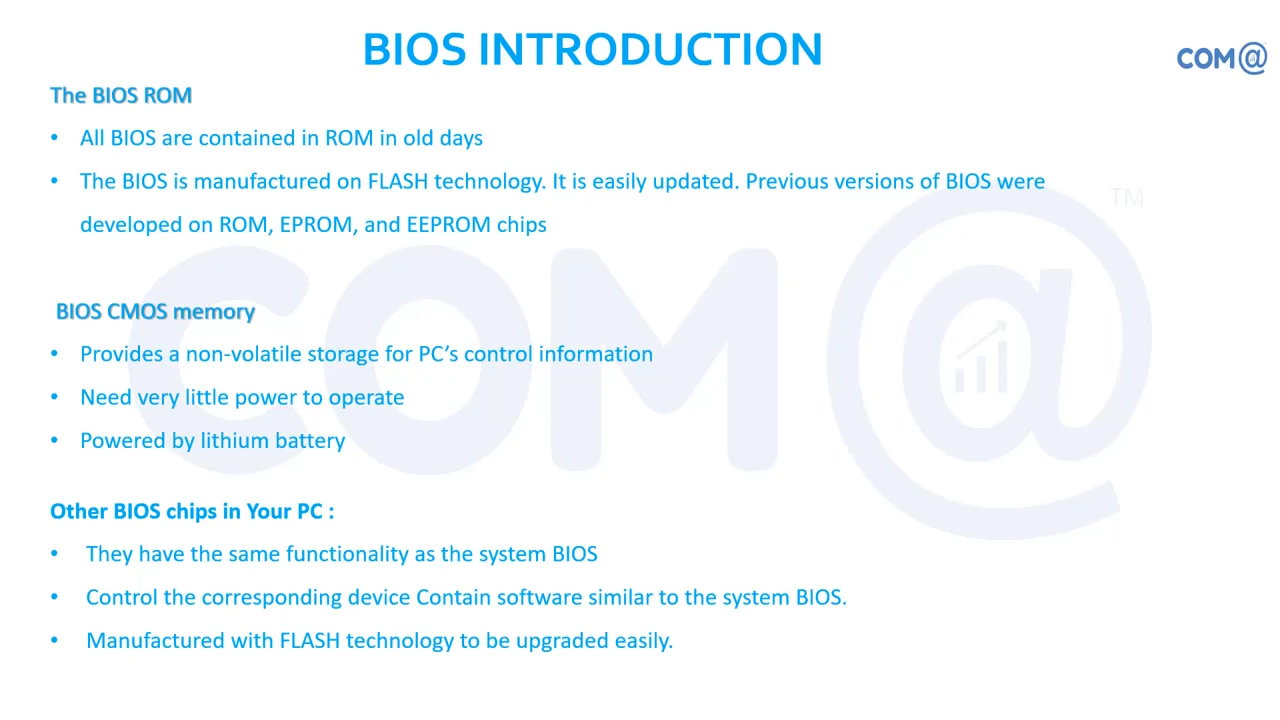 BIOS INTRODUCTION
COM@
The BIOS ROM
• All BIOS are contained in ROM in old days
• The BIOS is manufactured on FLASH technology. It is easily updated. Previous versions of BIOS were
developed on ROM, EPROM, and EEPROM chips
BIOS CMOS memory
• Provides a non-volatile storage for PC’s control information
• Need very little power to operate
• Powered by lithium battery
Other BIOS chips in Your PC :
• They have the same functionality as the system BIOS
• Control the corresponding device Contain software similar to the system BIOS.
• Manufactured with FLASH technology to be upgraded easily.
COM@ TM